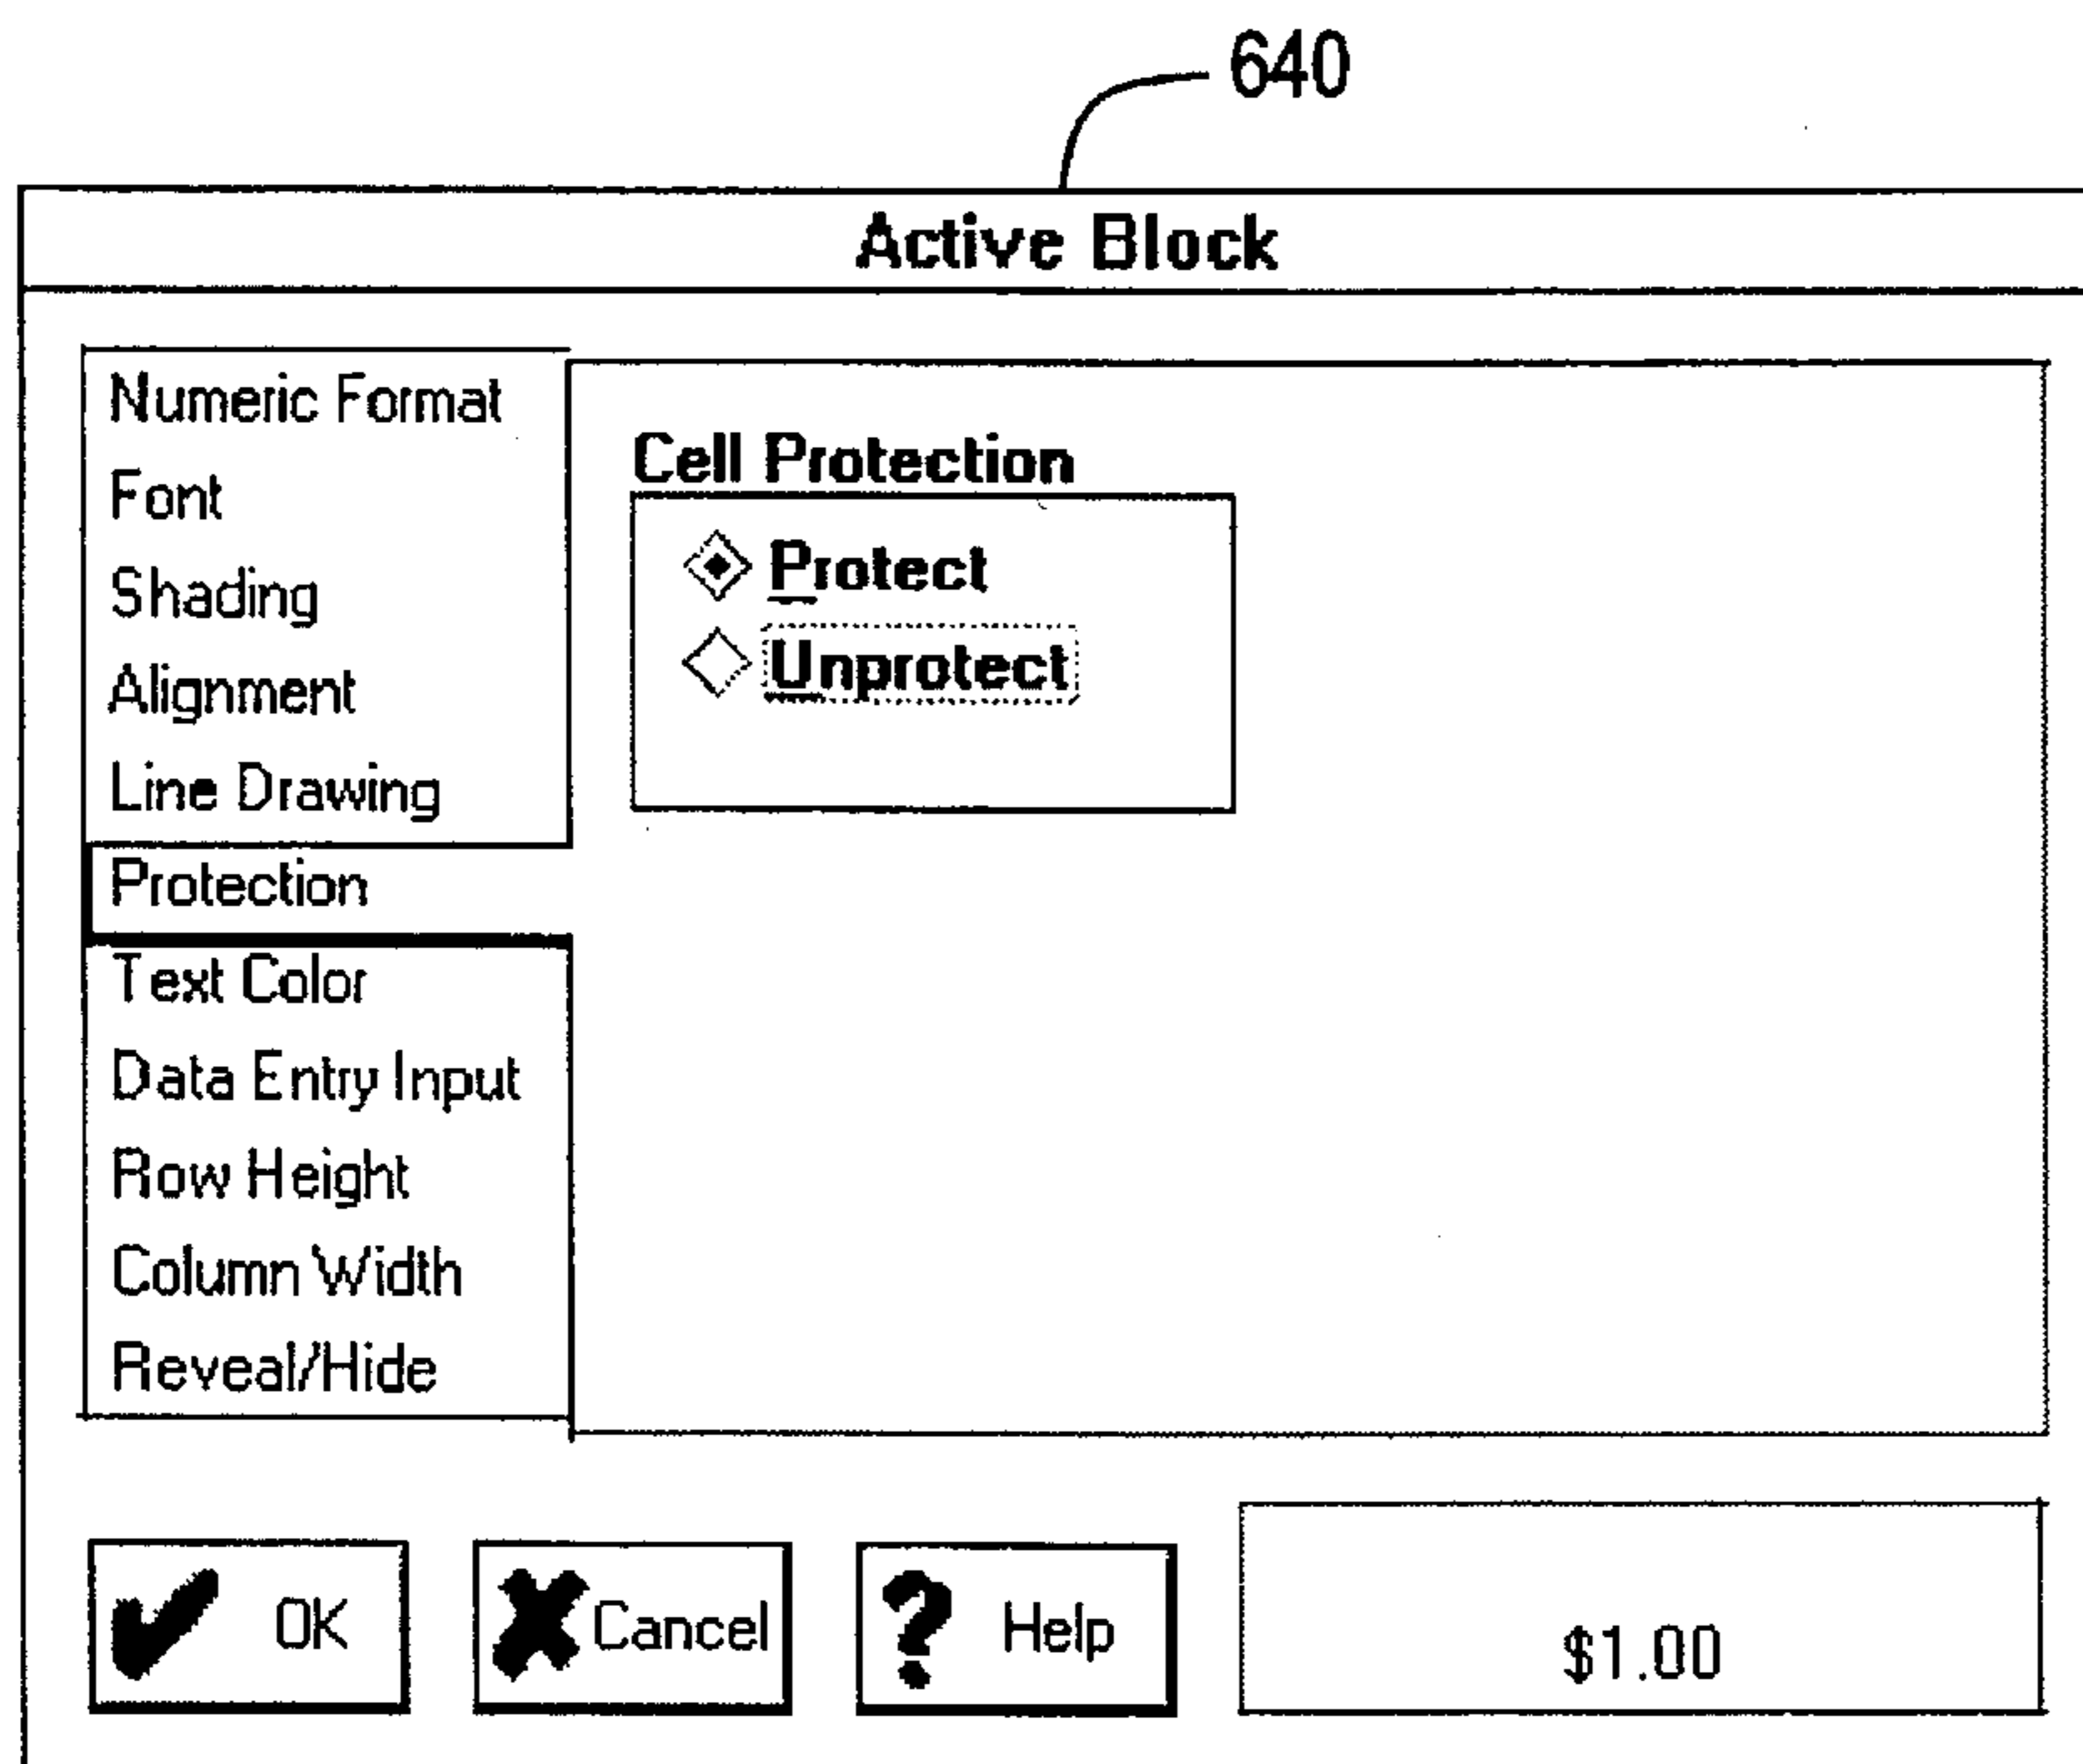 640
Active Block
Numeric Format
Font
Shading
Alignment
Line Drawing
Protection
Text Color
Data Entry Input
Row Height
Column Width
Reveal/Hide
Cell Protection
Protect
Unprotect
OK
Cancel
? Help
$1.00